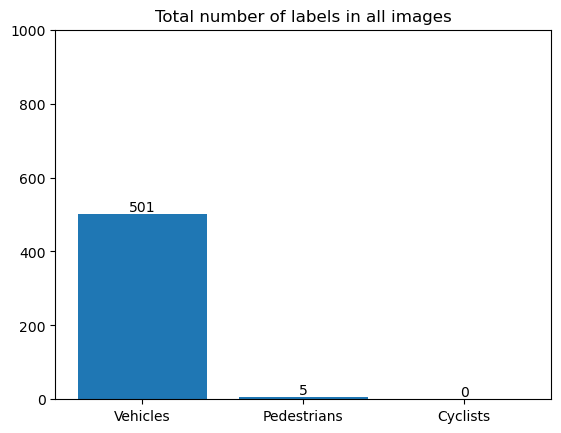 Total number of labels in all images
1000
800
600
400
200
0
501
5
0
Vehicles
Pedestrians
Cyclists